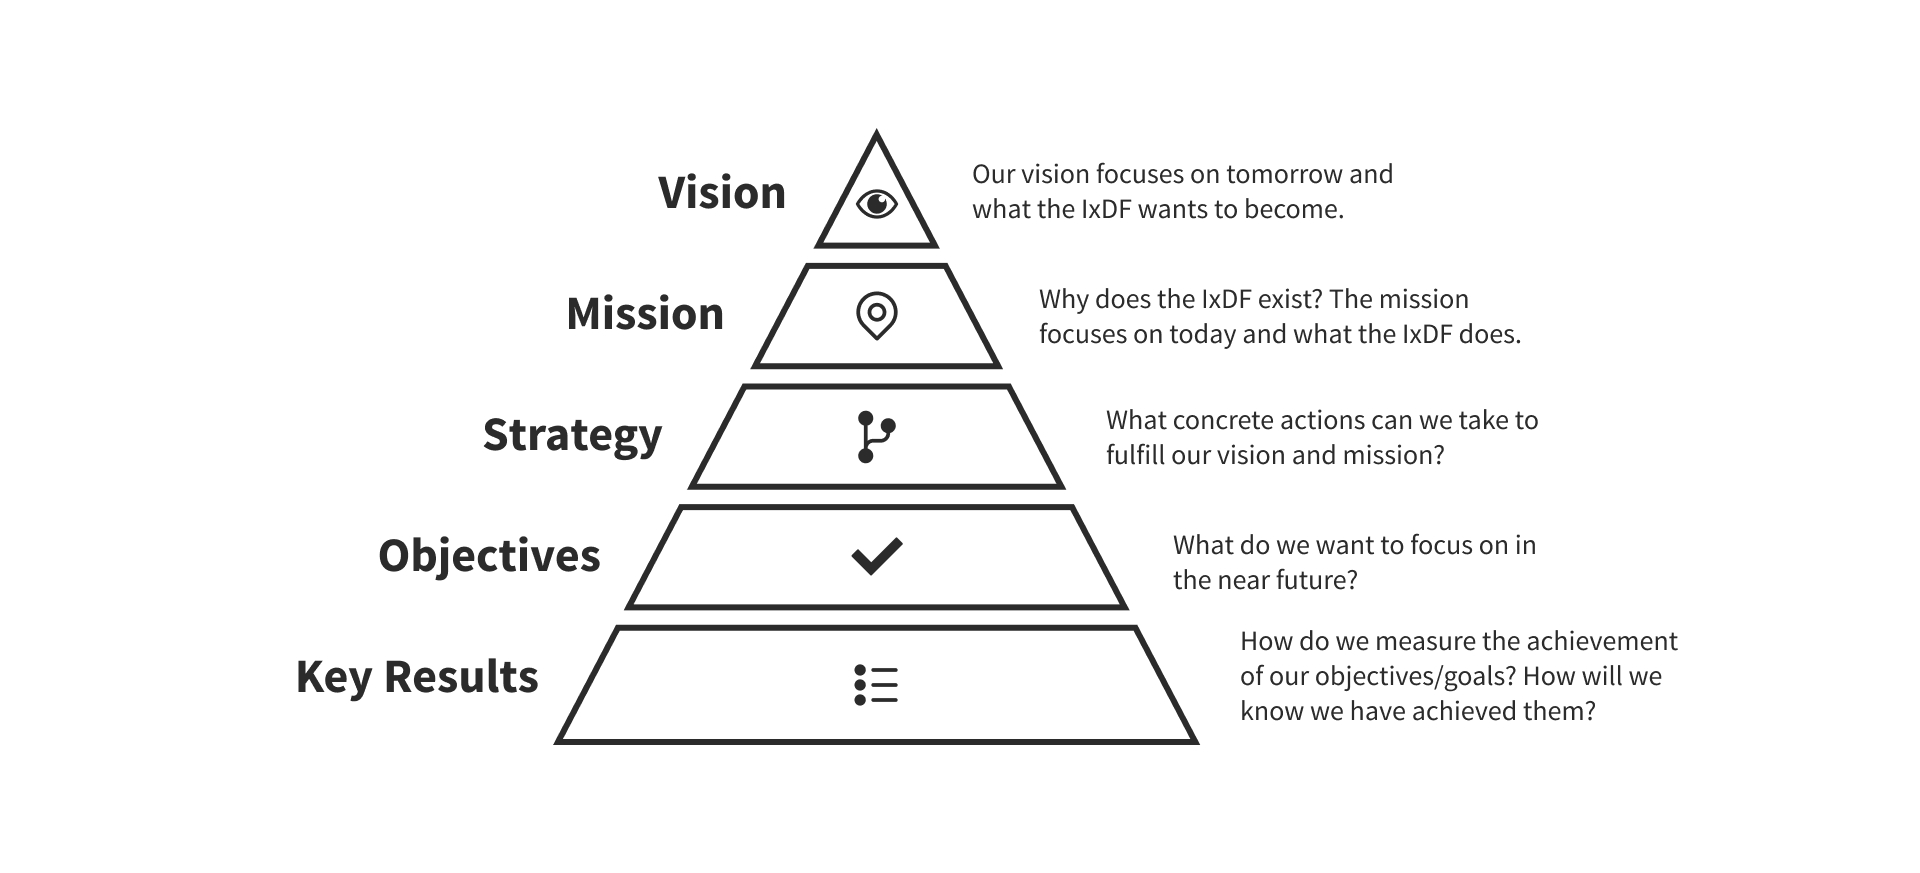 Vision
Our vision focuses on tomorrow and
what the IxDF wants to become.
Mission
Why does the IxDF exist? The mission
focuses on today and what the IxDF does.
Strategy
What concrete actions can we take to
fulfill our vision and mission?
Objectives
What do we want to focus on in
the near future?
Key Results
How do we measure the achievement
of our objectives/goals? How will we
know we have achieved them?